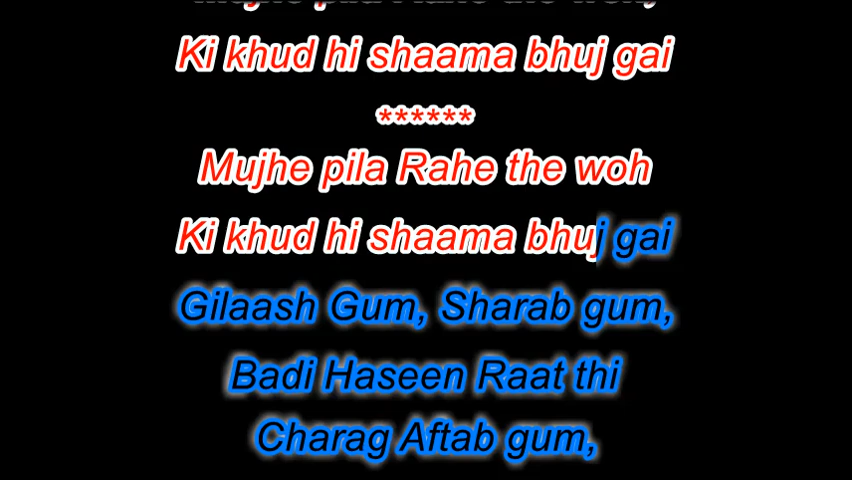 Ki khud hi shaama bhuj gai
******
Mujhe pila Rahe the woh
Ki khud hi shaama bhuj gai
Gilaash Gum, Sharab gum,
Badi Haseen Raat thi
Charag Aftab gum,